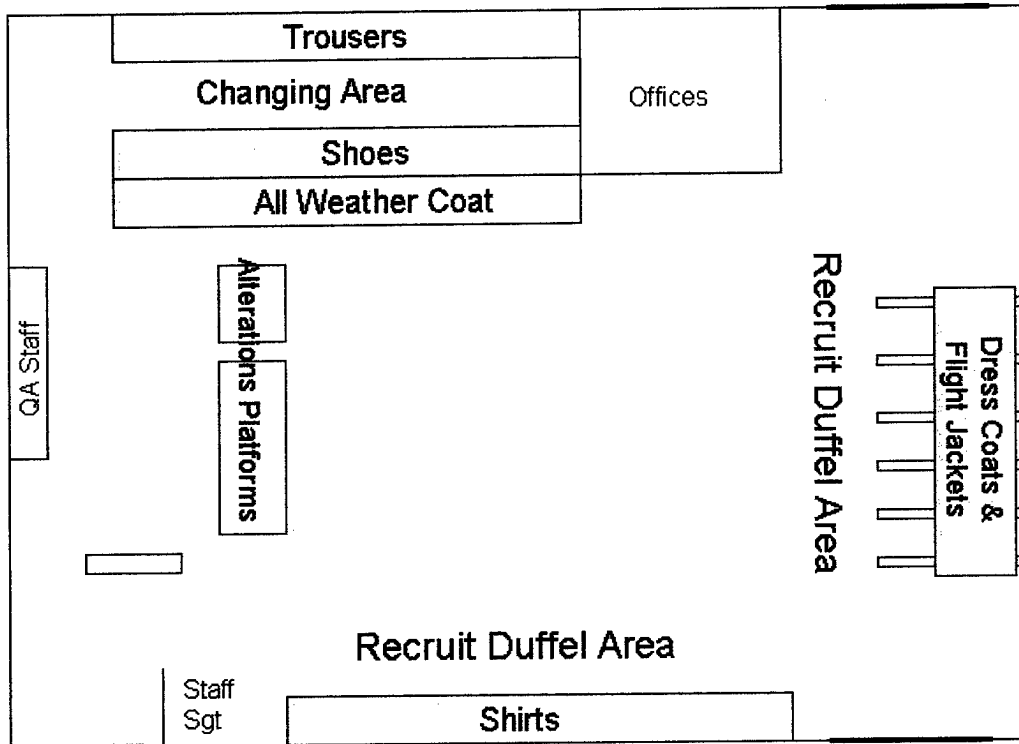 Trousers
Changing Area
Offices
Shoes
All Weather Coat
QA Staff
Alterations Platforms
Recruit Duffel Area
Dress Coats &
Flight Jackets
Recruit Duffel Area
Staff
Sgt
Shirts